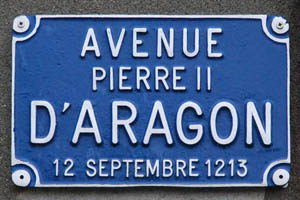 AVENUE
PIERRE II
D'ARAGON
12 SEPTEMBRE 1213